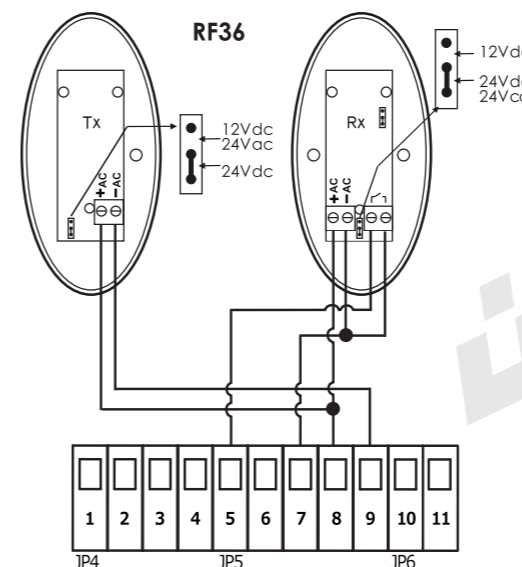 RF36
Tx
12Vdc
24Vac
24Vdc
+AC
-AC
Rx
12Vdc
24Vdc
24Vac
+AC
-AC
1 2 3 4 5 6 7 8 9 10 11
JP4 JP5 JP6